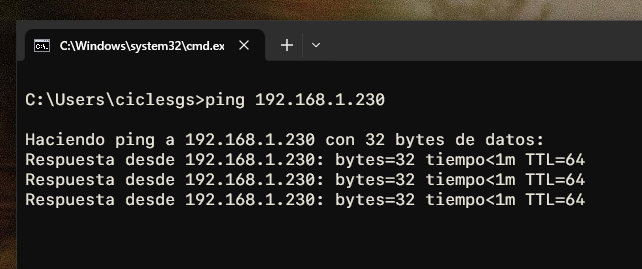 C:\Windows\system32\cmd.ex
C:\Users\ciclesgs>ping 192.168.1.230
Haciendo ping a 192.168.1.230 con 32 bytes de datos:
Respuesta desde 192.168.1.230: bytes=32 tiempo<1m TTL=64
Respuesta desde 192.168.1.230: bytes=32 tiempo<1m TTL=64
Respuesta desde 192.168.1.230: bytes=32 tiempo<1m TTL=64